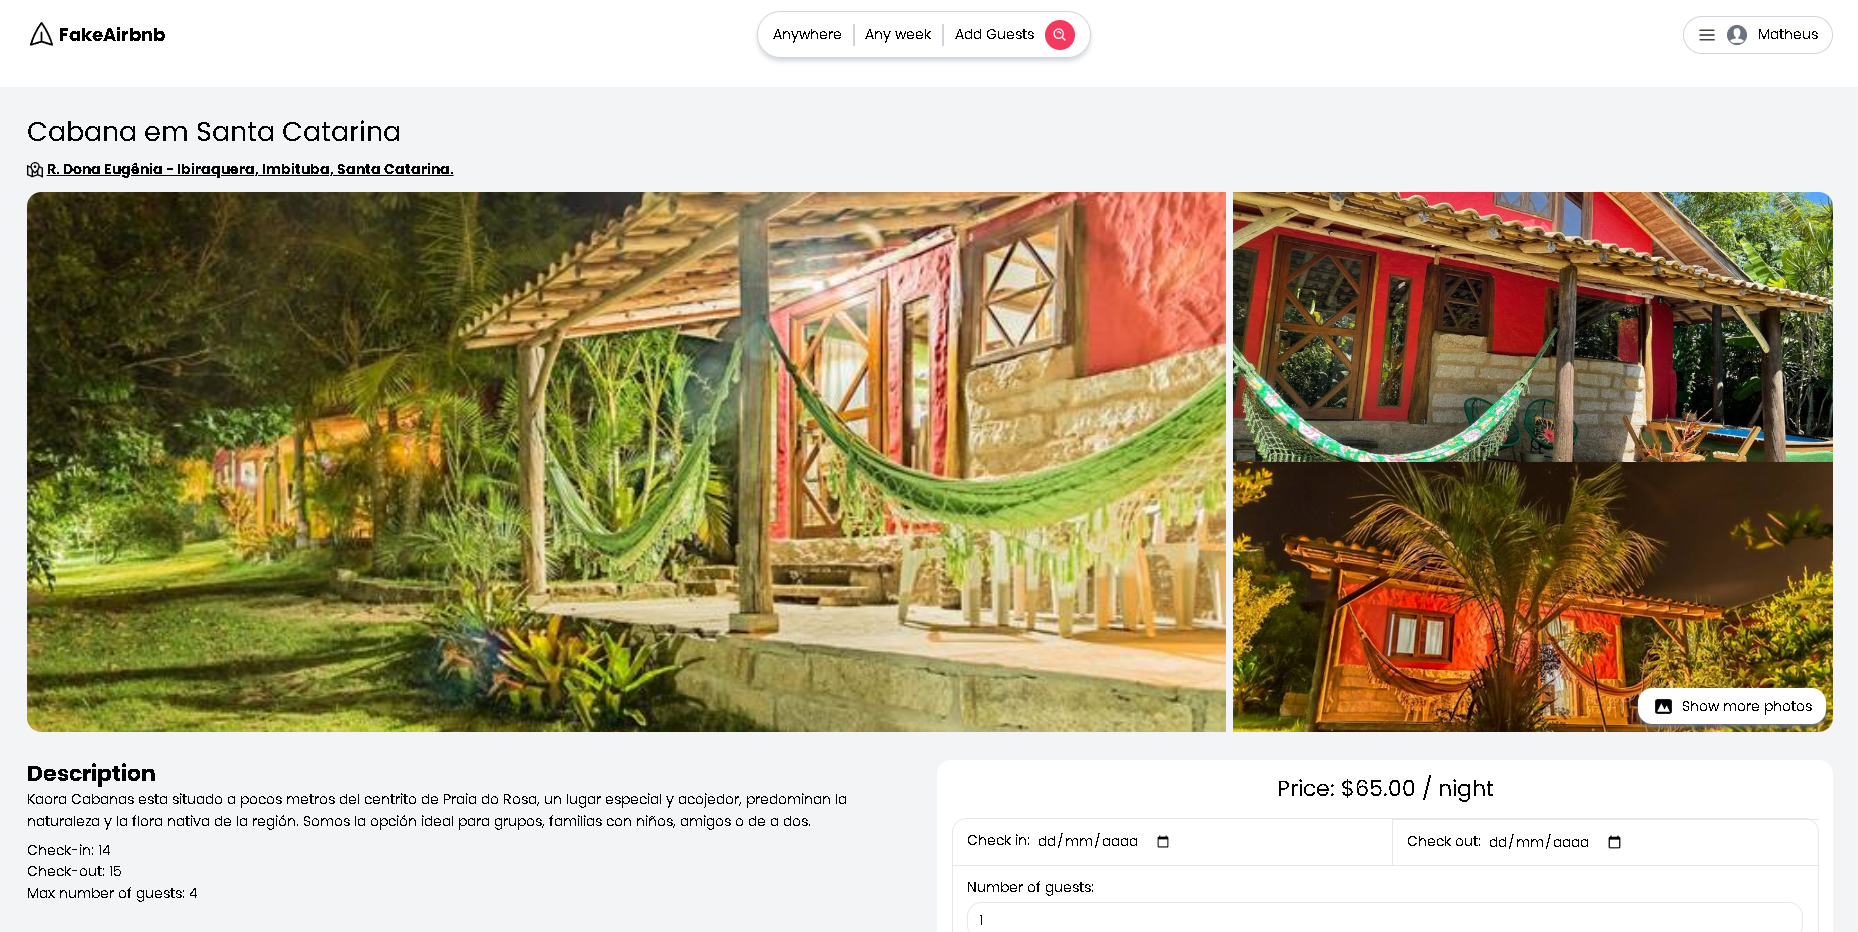 FakeAirbnb
Anywhere
Any week
Add Guests
Matheus
Cabana em Santa Catarina
R. Dona Eugênia - Ibiraquera, Imbituba, Santa Catarina.
Show more photos
Description
Kaora Cabanas esta situado a pocos metros del centrito de Praia do Rosa, un lugar especial y acojedor, predominan la
naturaleza y la flora nativa de la región. Somos la opción ideal para grupos, familias con niños, amigos o de a dos.
Check-in: 14
Check-out: 15
Max number of guests: 4
Price: $65.00 / night
Check in: dd/mm/aaaa
Check out: dd/mm/aaaa
Number of guests:
1